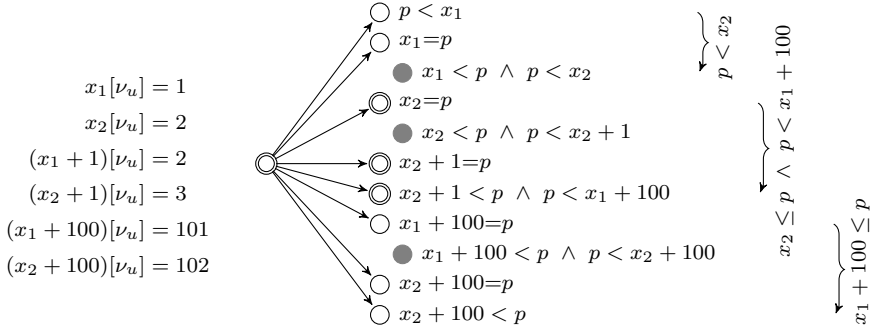 x₁[νᵤ] = 1
x₂[νᵤ] = 2
(x₁ + 1)[νᵤ] = 2
(x₂ + 1)[νᵤ] = 3
(x₁ + 100)[νᵤ] = 101
(x₂ + 100)[νᵤ] = 102
p < x₁
x₁=p
x₁ < p ∧ p < x₂
x₂=p
x₂ < p ∧ p < x₂ + 1
x₂ + 1=p
x₂ + 1 < p ∧ p < x₁ + 100
x₁ + 100=p
x₁ + 100 < p ∧ p < x₂ + 100
x₂ + 100=p
x₂ + 100 < p
p < x₂
x₂ ≤ p ∧ p < x₁ + 100
x₁ + 100 ≤ p